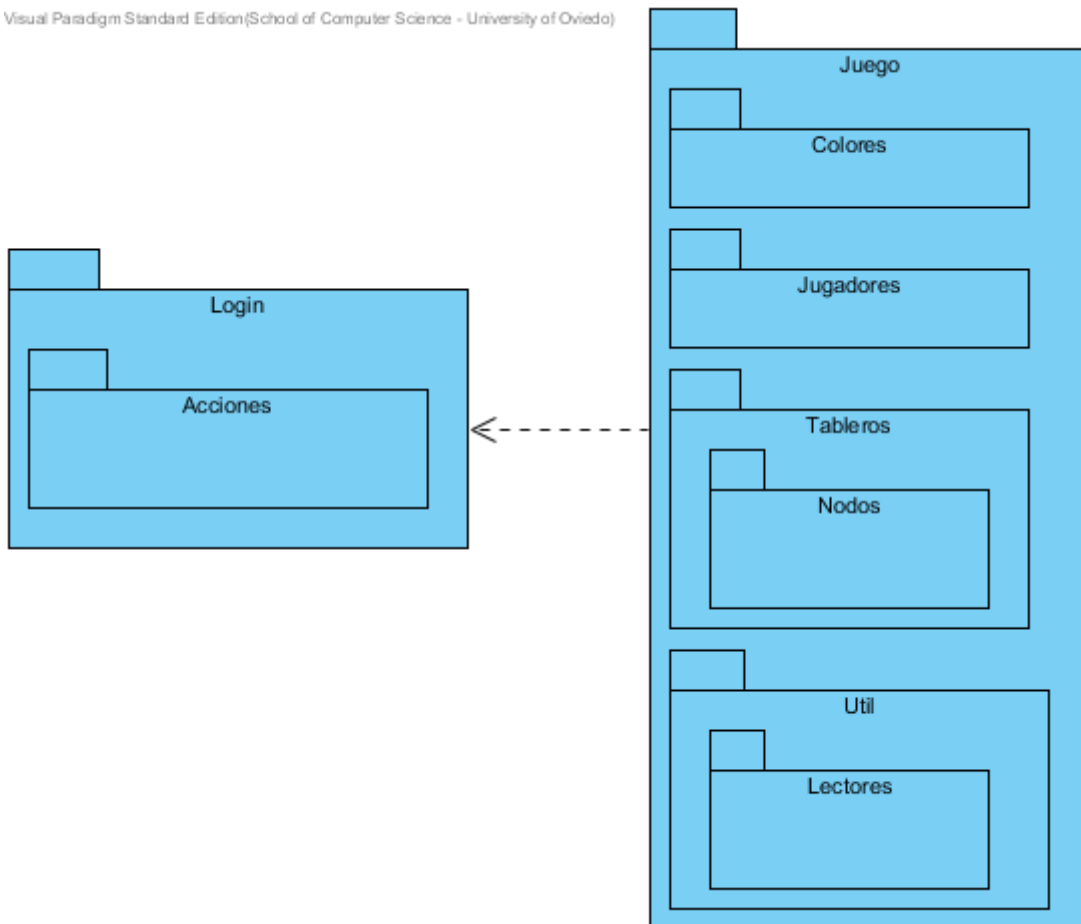 Visual Paradigm Standard Edition(School of Computer Science - University of Oviedo)
Juego
Colores
Jugadores
Login
Acciones
Tableros
Nodos
Util
Lectores